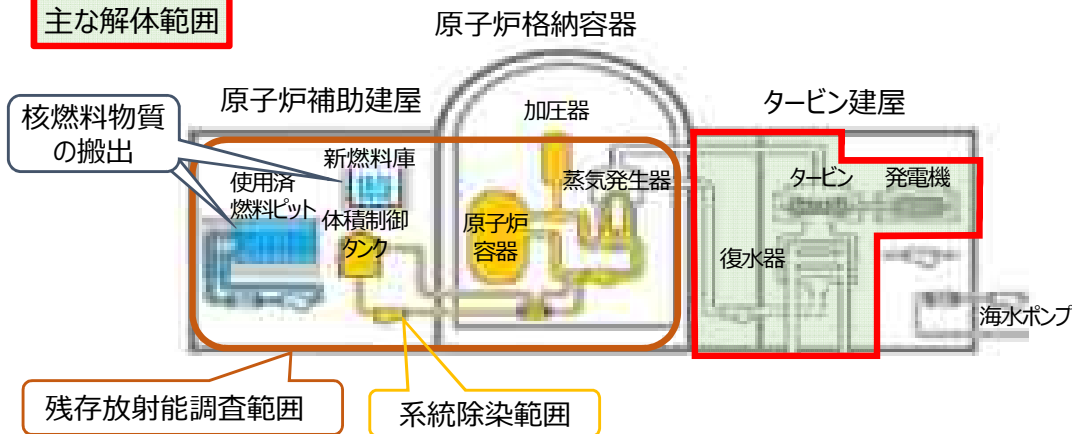 主な解体範囲
原子炉格納容器
原子炉補助建屋
タービン建屋
核燃料物質
の搬出
加圧器
新燃料庫
使用済
燃料ピット
蒸気発生器
タービン
発電機
体積制御
タンク
原子炉
容器
復水器
海水ポンプ
残存放射能調査範囲
系統除染範囲